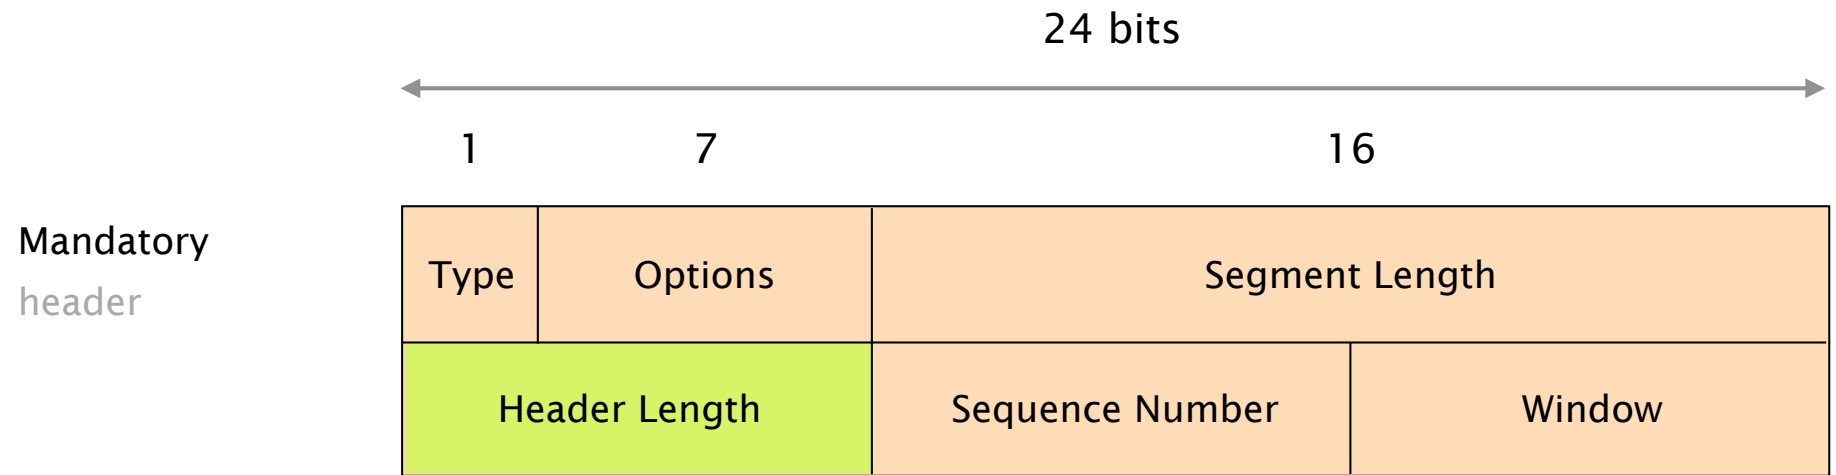 24 bits
1 7 16
Mandatory
header
Type Options Segment Length
Header Length Sequence Number Window